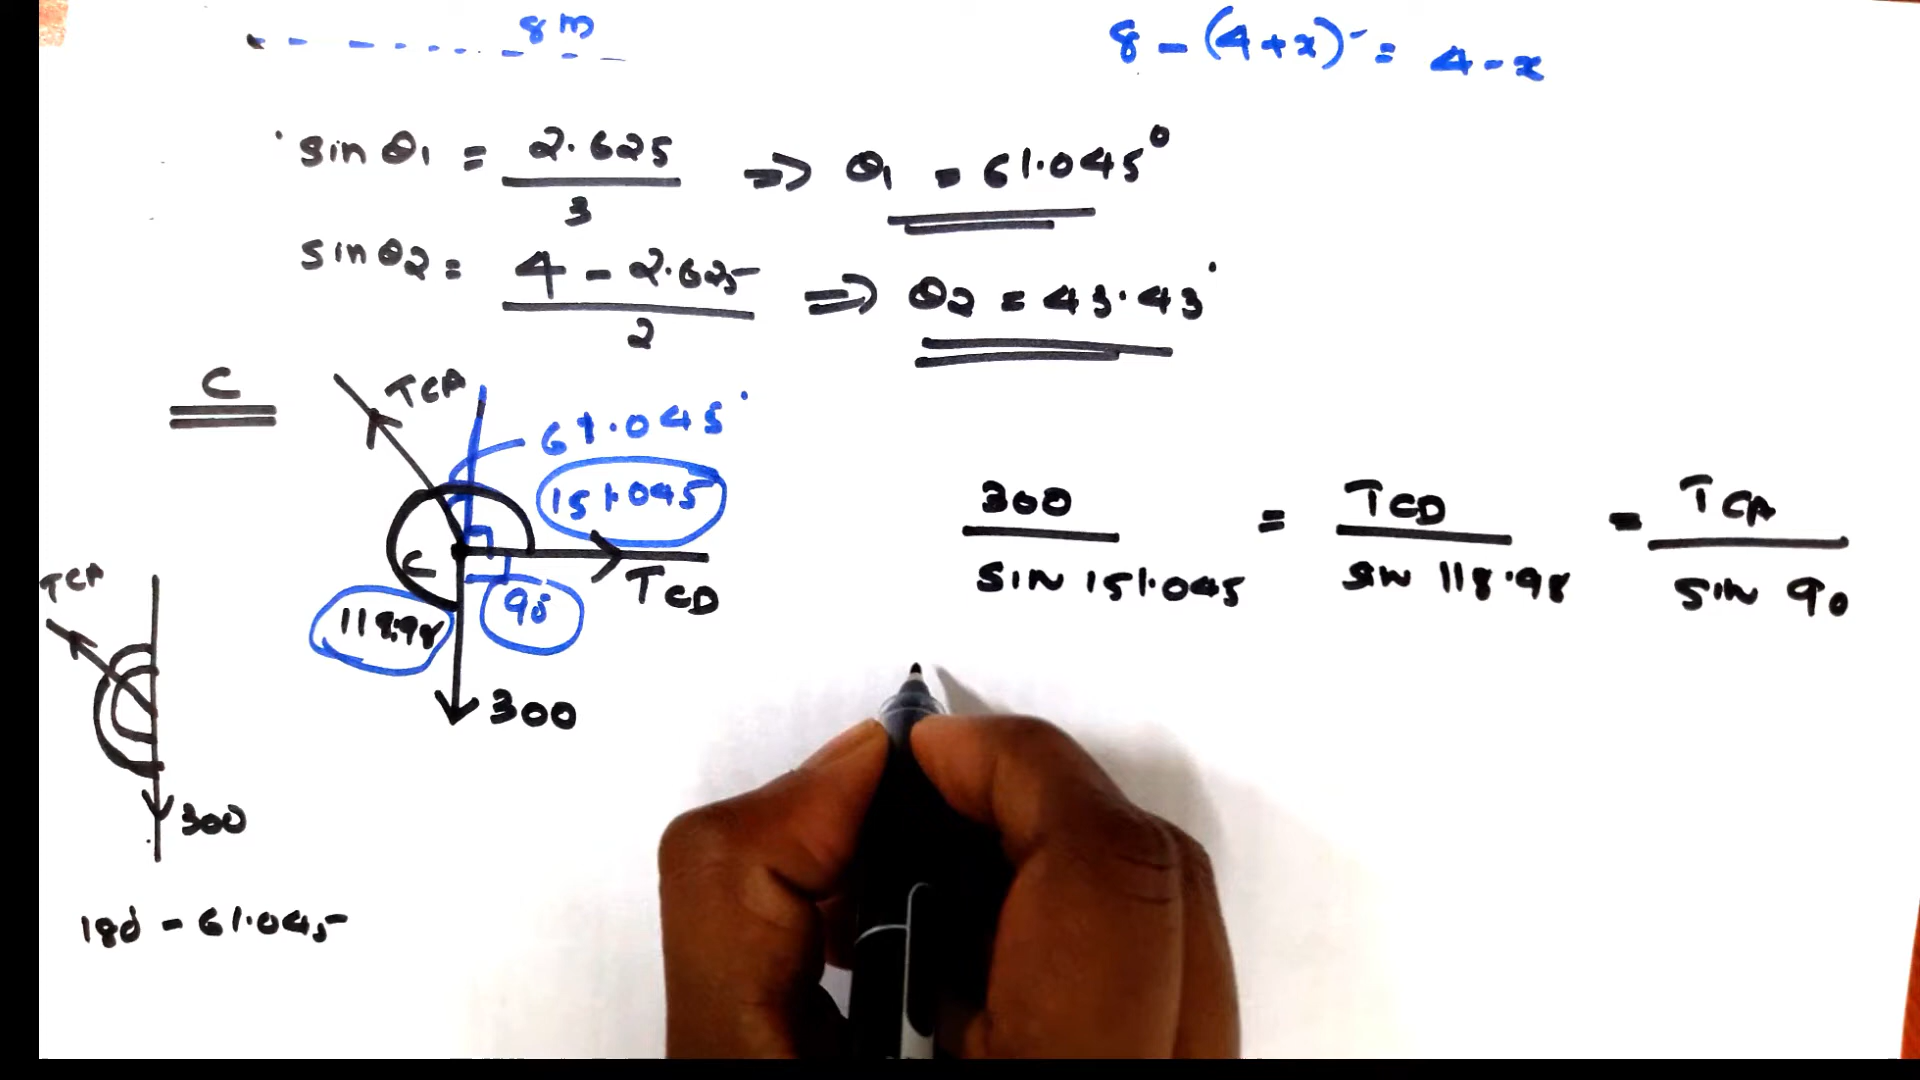 8 m
8 - (4+x) = 4-x
sin θ1 = 2.625 / 3 => θ1 = 61.045°
sin θ2 = 4 - 2.625 / 2 => θ2 = 43.43°
C
TCA
61.045°
151.045
C
TCD
118.98
90°
300
300 / sin 151.045 = TCD / sin 118.98 = TCA / sin 90
TCA
300
180 - 61.045